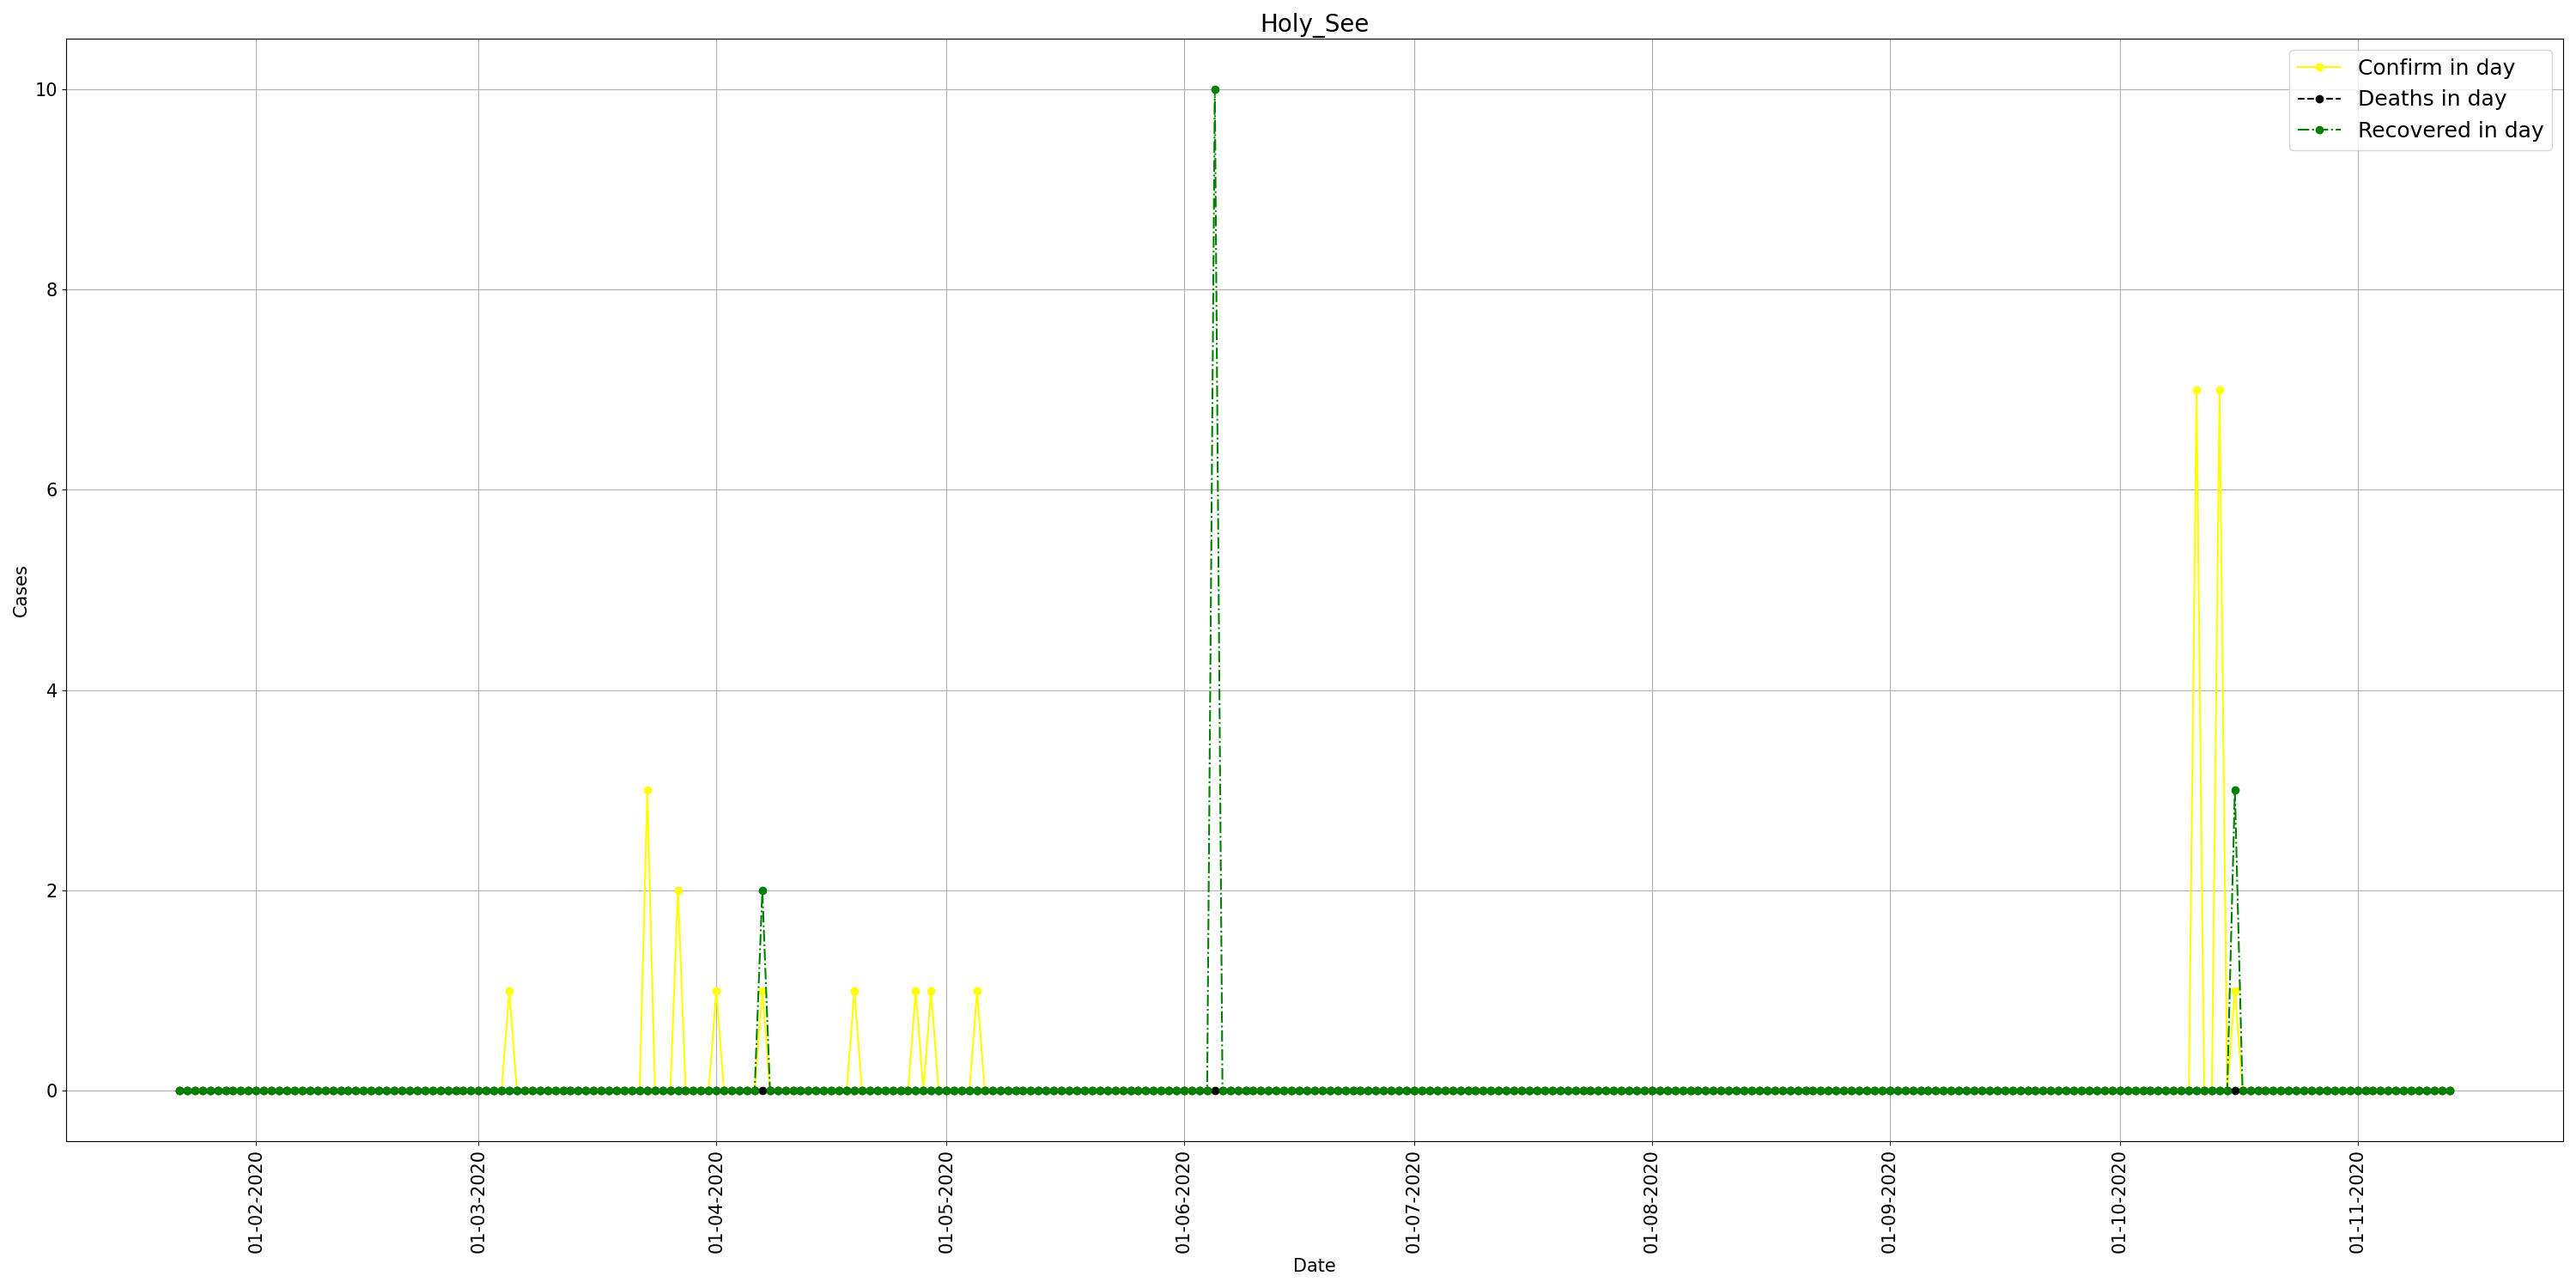 Holy_See
Confirm in day
Deaths in day
Recovered in day
10
8
6
4
2
0
Cases
01-02-2020
01-03-2020
01-04-2020
01-05-2020
01-06-2020
01-07-2020
01-08-2020
01-09-2020
01-10-2020
01-11-2020
Date